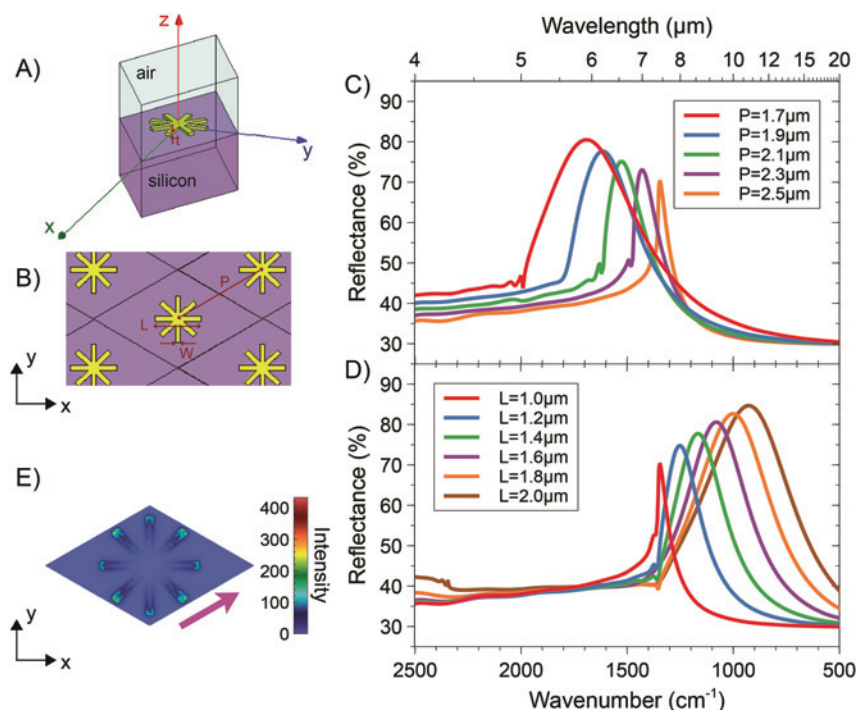 A)
z
air
y
ht
silicon
x
B)
P
L
W
y
x
E)
400
300
200
100
0
Intensity
y
x
Wavelength (µm)
4 5 6 7 8 10 12 20
C)
90
80
70
60
50
40
30
Reflectance (%)
P=1.7µm
P=1.9µm
P=2.1µm
P=2.3µm
P=2.5µm
D)
90
80
70
60
50
40
30
Reflectance (%)
L=1.0µm
L=1.2µm
L=1.4µm
L=1.6µm
L=1.8µm
L=2.0µm
2500 2000 1500 1000 500
Wavenumber (cm⁻¹)